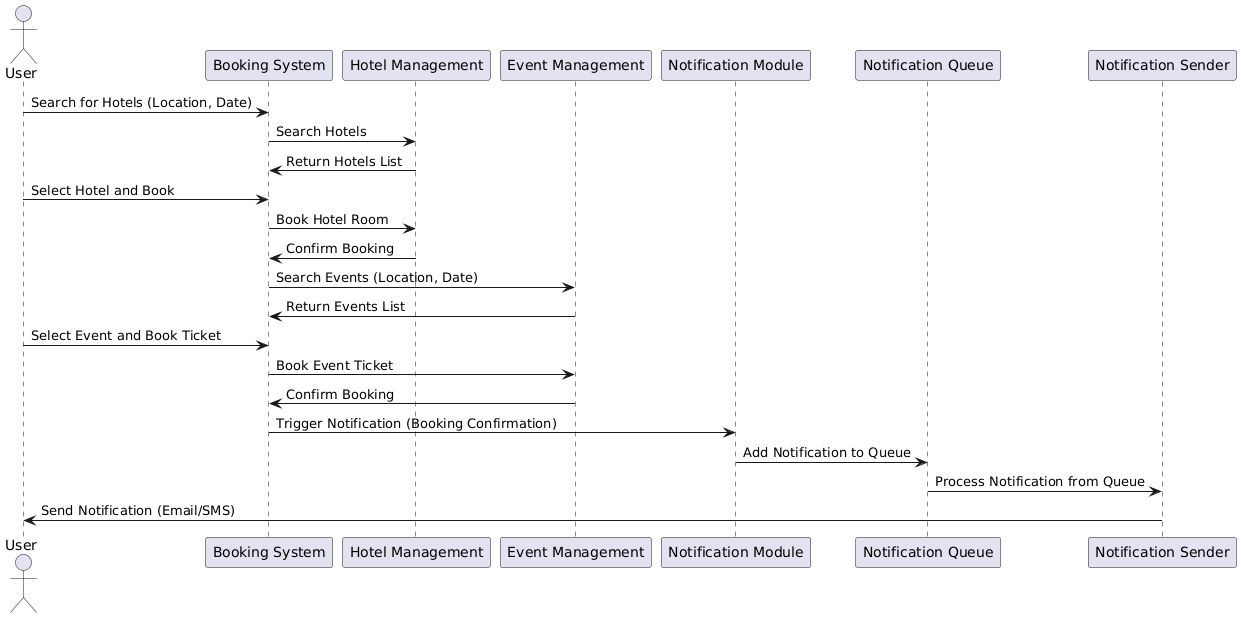 User
Booking System
Hotel Management
Event Management
Notification Module
Notification Queue
Notification Sender
Search for Hotels (Location, Date)
Search Hotels
Return Hotels List
Select Hotel and Book
Book Hotel Room
Confirm Booking
Search Events (Location, Date)
Return Events List
Select Event and Book Ticket
Book Event Ticket
Confirm Booking
Trigger Notification (Booking Confirmation)
Add Notification to Queue
Process Notification from Queue
Send Notification (Email/SMS)
User
Booking System
Hotel Management
Event Management
Notification Module
Notification Queue
Notification Sender